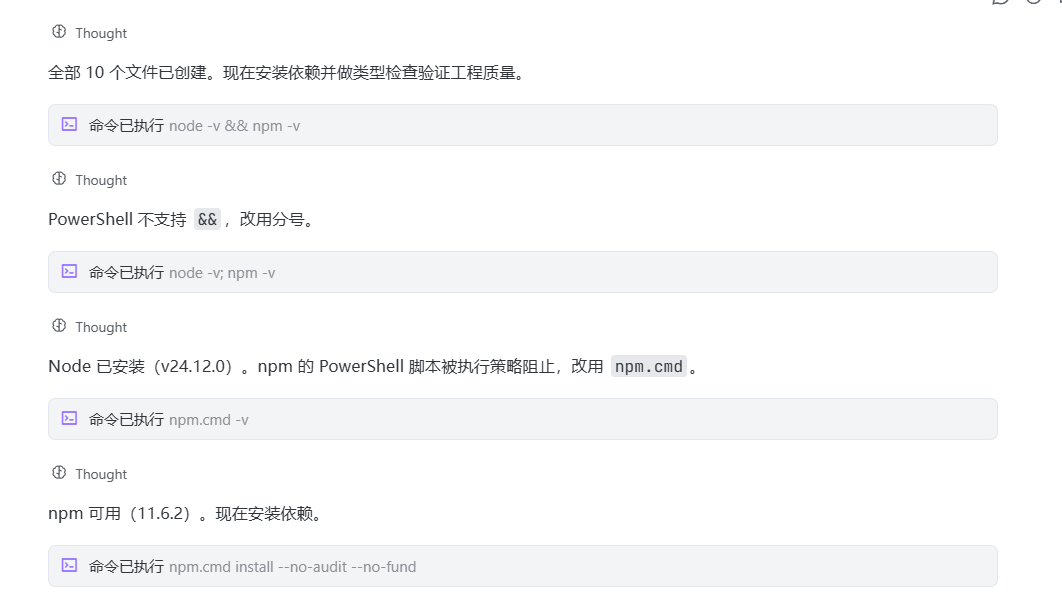 Thought
全部 10 个文件已创建。现在安装依赖并做类型检查验证工程质量。
命令已执行 node -v && npm -v
Thought
PowerShell 不支持 &&，改用分号。
命令已执行 node -v; npm -v
Thought
Node 已安装（v24.12.0）。npm 的 PowerShell 脚本被执行策略阻止，改用 npm.cmd。
命令已执行 npm.cmd -v
Thought
npm 可用（11.6.2）。现在安装依赖。
命令已执行 npm.cmd install --no-audit --no-fund